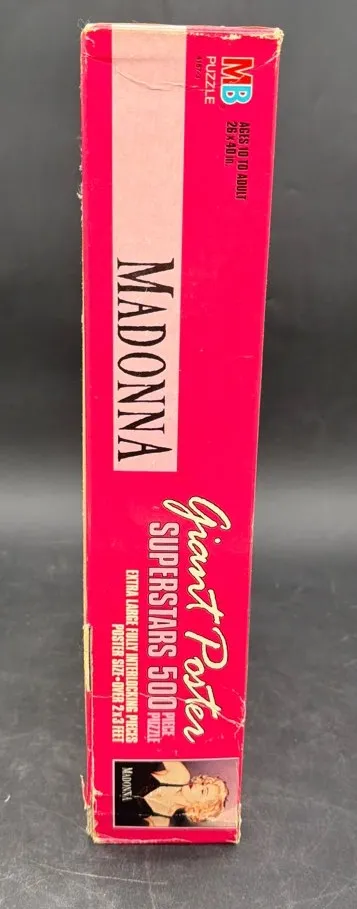 MB
PUZZLE
AGES 10 TO ADULT
26 x 40 in.
MADONNA
Giant Poster
SUPERSTARS 500 PIECE PUZZLE
EXTRA LARGE FULLY INTERLOCKING PIECES
POSTER SIZE • OVER 2 x 3 FEET
MADONNA